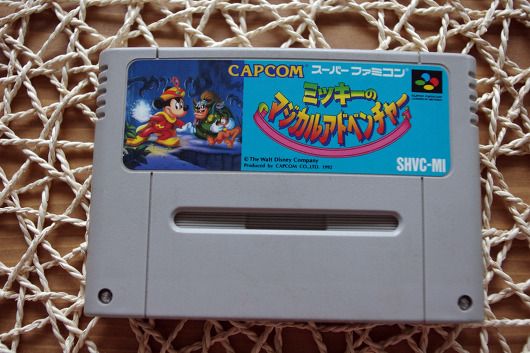 CAPCOM スーパーファミコン
ミッキーの
マジカルアドベンチャー
© The Walt Disney Company
Produced by CAPCOM CO., LTD. 1992
SHVC-MI